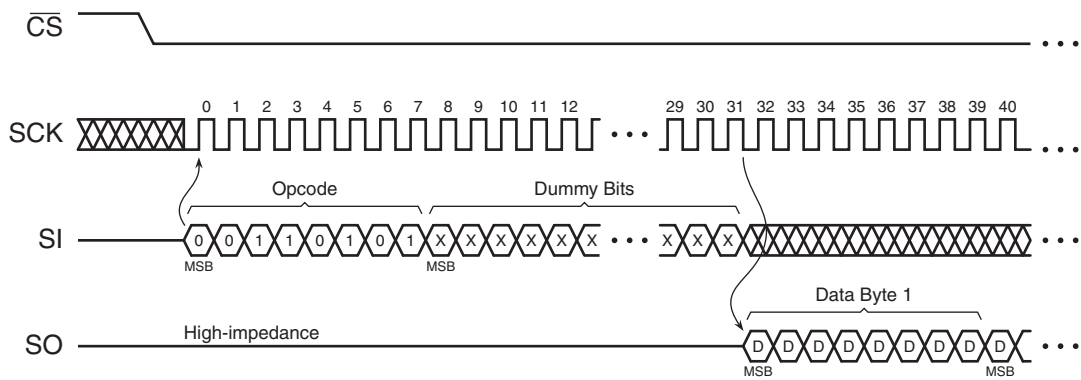 CS
SCK
0 1 2 3 4 5 6 7 8 9 10 11 12 29 30 31 32 33 34 35 36 37 38 39 40
Opcode
Dummy Bits
SI
0 0 1 1 0 1 0 1 X X X X X X X X X
MSB MSB
Data Byte 1
SO
High-impedance
D D D D D D D D D
MSB MSB